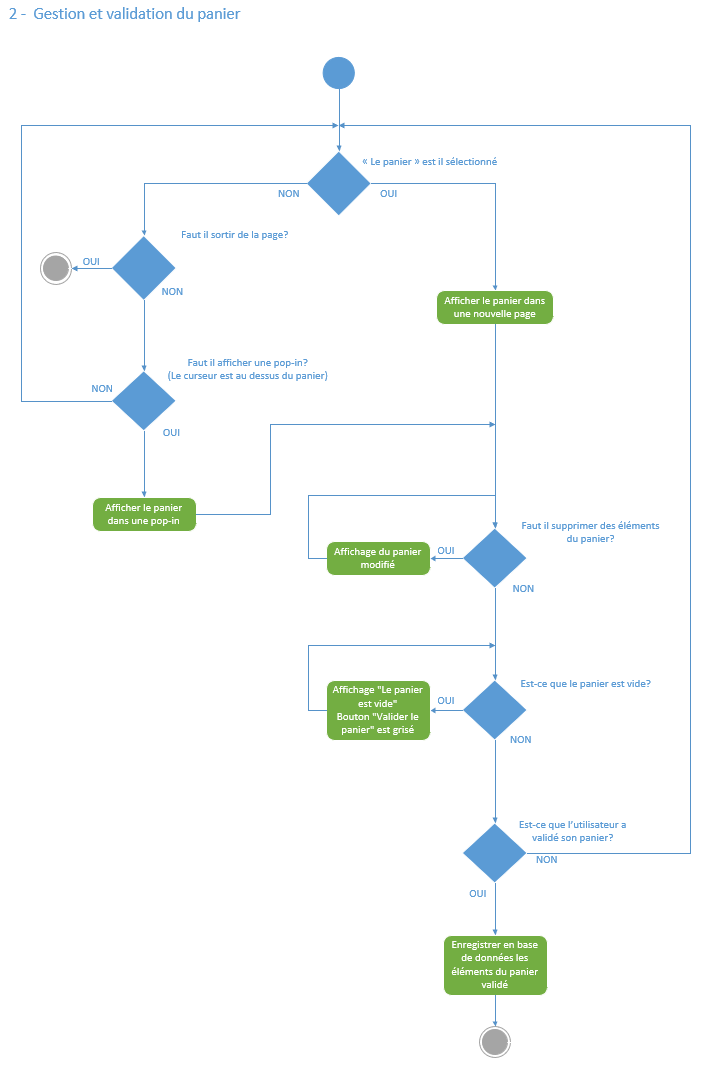 2 - Gestion et validation du panier
« Le panier » est il sélectionné
NON
OUI
Faut il sortir de la page?
OUI
NON
Afficher le panier dans
une nouvelle page
Faut il afficher une pop-in?
(Le curseur est au dessus du panier)
NON
OUI
Afficher le panier
dans une pop-in
Faut il supprimer des éléments
du panier?
OUI
Affichage du panier
modifié
NON
Est-ce que le panier est vide?
OUI
Affichage "Le panier
est vide"
Bouton "Valider le
panier" est grisé
NON
Est-ce que l'utilisateur a
validé son panier?
NON
OUI
Enregistrer en base
de données les
éléments du panier
validé